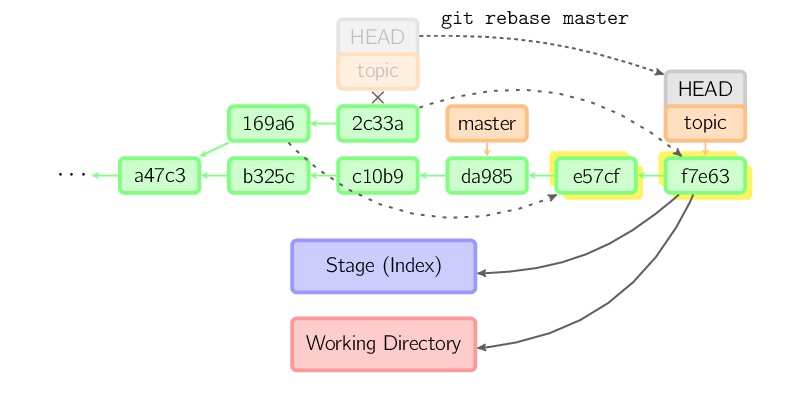 git rebase master
HEAD
topic
HEAD
topic
169a6
2c33a
master
...
a47c3
b325c
c10b9
da985
e57cf
f7e63
Stage (Index)
Working Directory